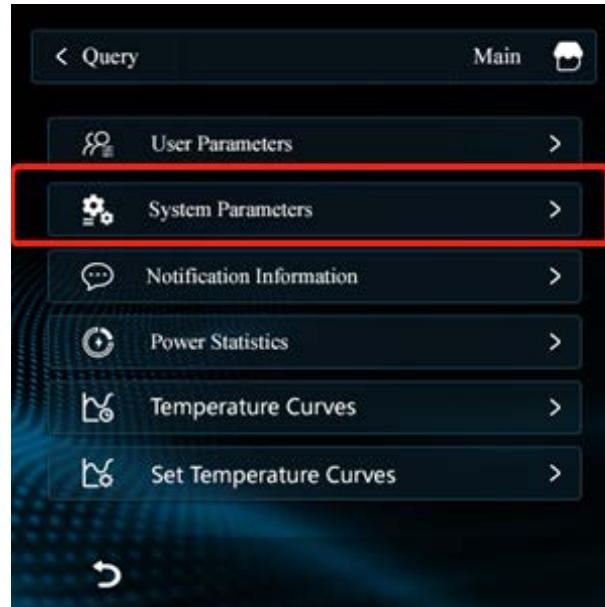 Query Main
User Parameters
System Parameters
Notification Information
Power Statistics
Temperature Curves
Set Temperature Curves